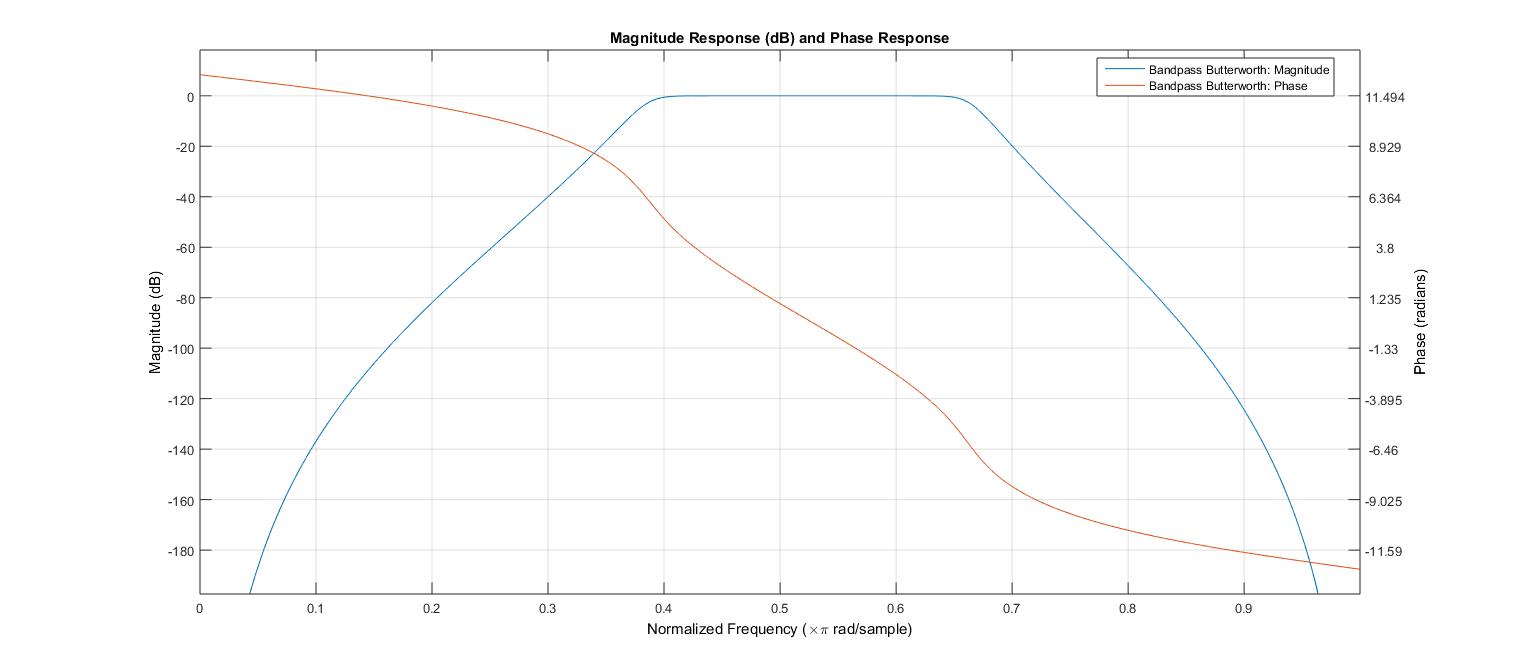 Magnitude Response (dB) and Phase Response
Bandpass Butterworth: Magnitude
Bandpass Butterworth: Phase
0
-20
-40
-60
-80
-100
-120
-140
-160
-180
Magnitude (dB)
11.494
8.929
6.364
3.8
1.235
-1.33
-3.895
-6.46
-9.025
-11.59
Phase (radians)
0 0.1 0.2 0.3 0.4 0.5 0.6 0.7 0.8 0.9
Normalized Frequency (×π rad/sample)